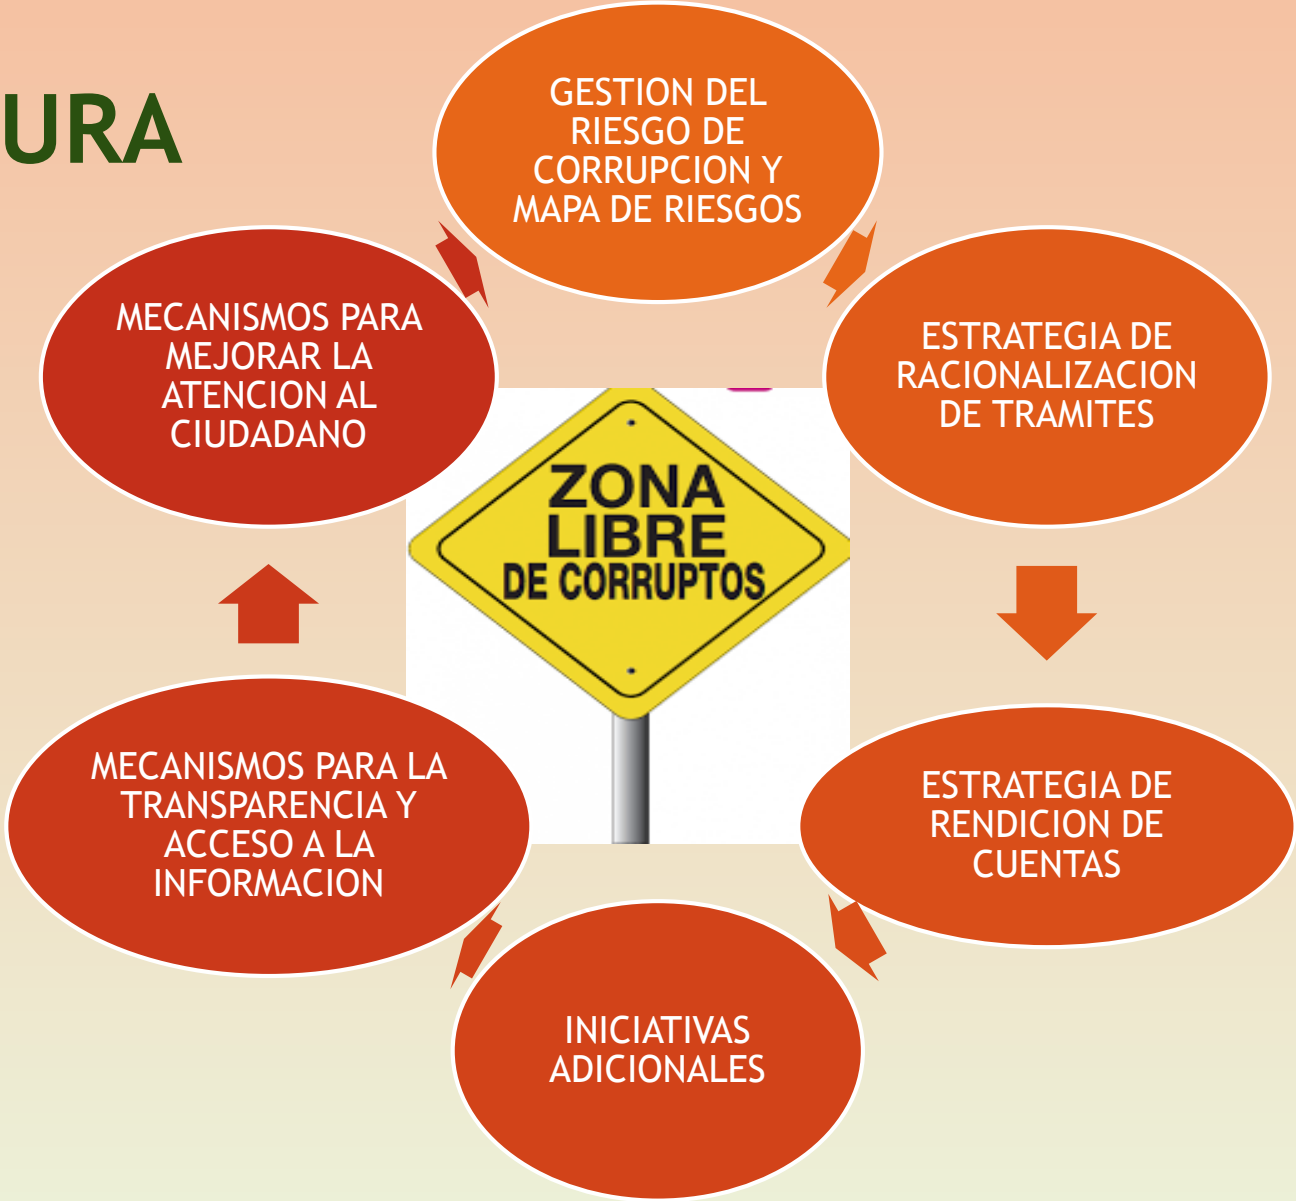 URA
GESTION DEL
RIESGO DE
CORRUPCION Y
MAPA DE RIESGOS
ESTRATEGIA DE
RACIONALIZACION
DE TRAMITES
ESTRATEGIA DE
RENDICION DE
CUENTAS
INICIATIVAS
ADICIONALES
MECANISMOS PARA LA
TRANSPARENCIA Y
ACCESO A LA
INFORMACION
MECANISMOS PARA
MEJORAR LA
ATENCION AL
CIUDADANO
ZONA
LIBRE
DE CORRUPTOS